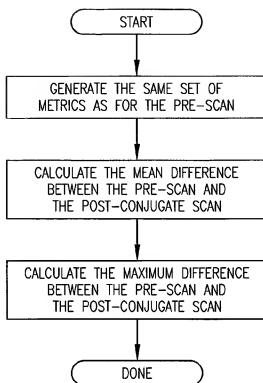 START
GENERATE THE SAME SET OF
METRICS AS FOR THE PRE-SCAN
CALCULATE THE MEAN DIFFERENCE
BETWEEN THE PRE-SCAN AND
THE POST-CONJUGATE SCAN
CALCULATE THE MAXIMUM DIFFERENCE
BETWEEN THE PRE-SCAN AND
THE POST-CONJUGATE SCAN
DONE